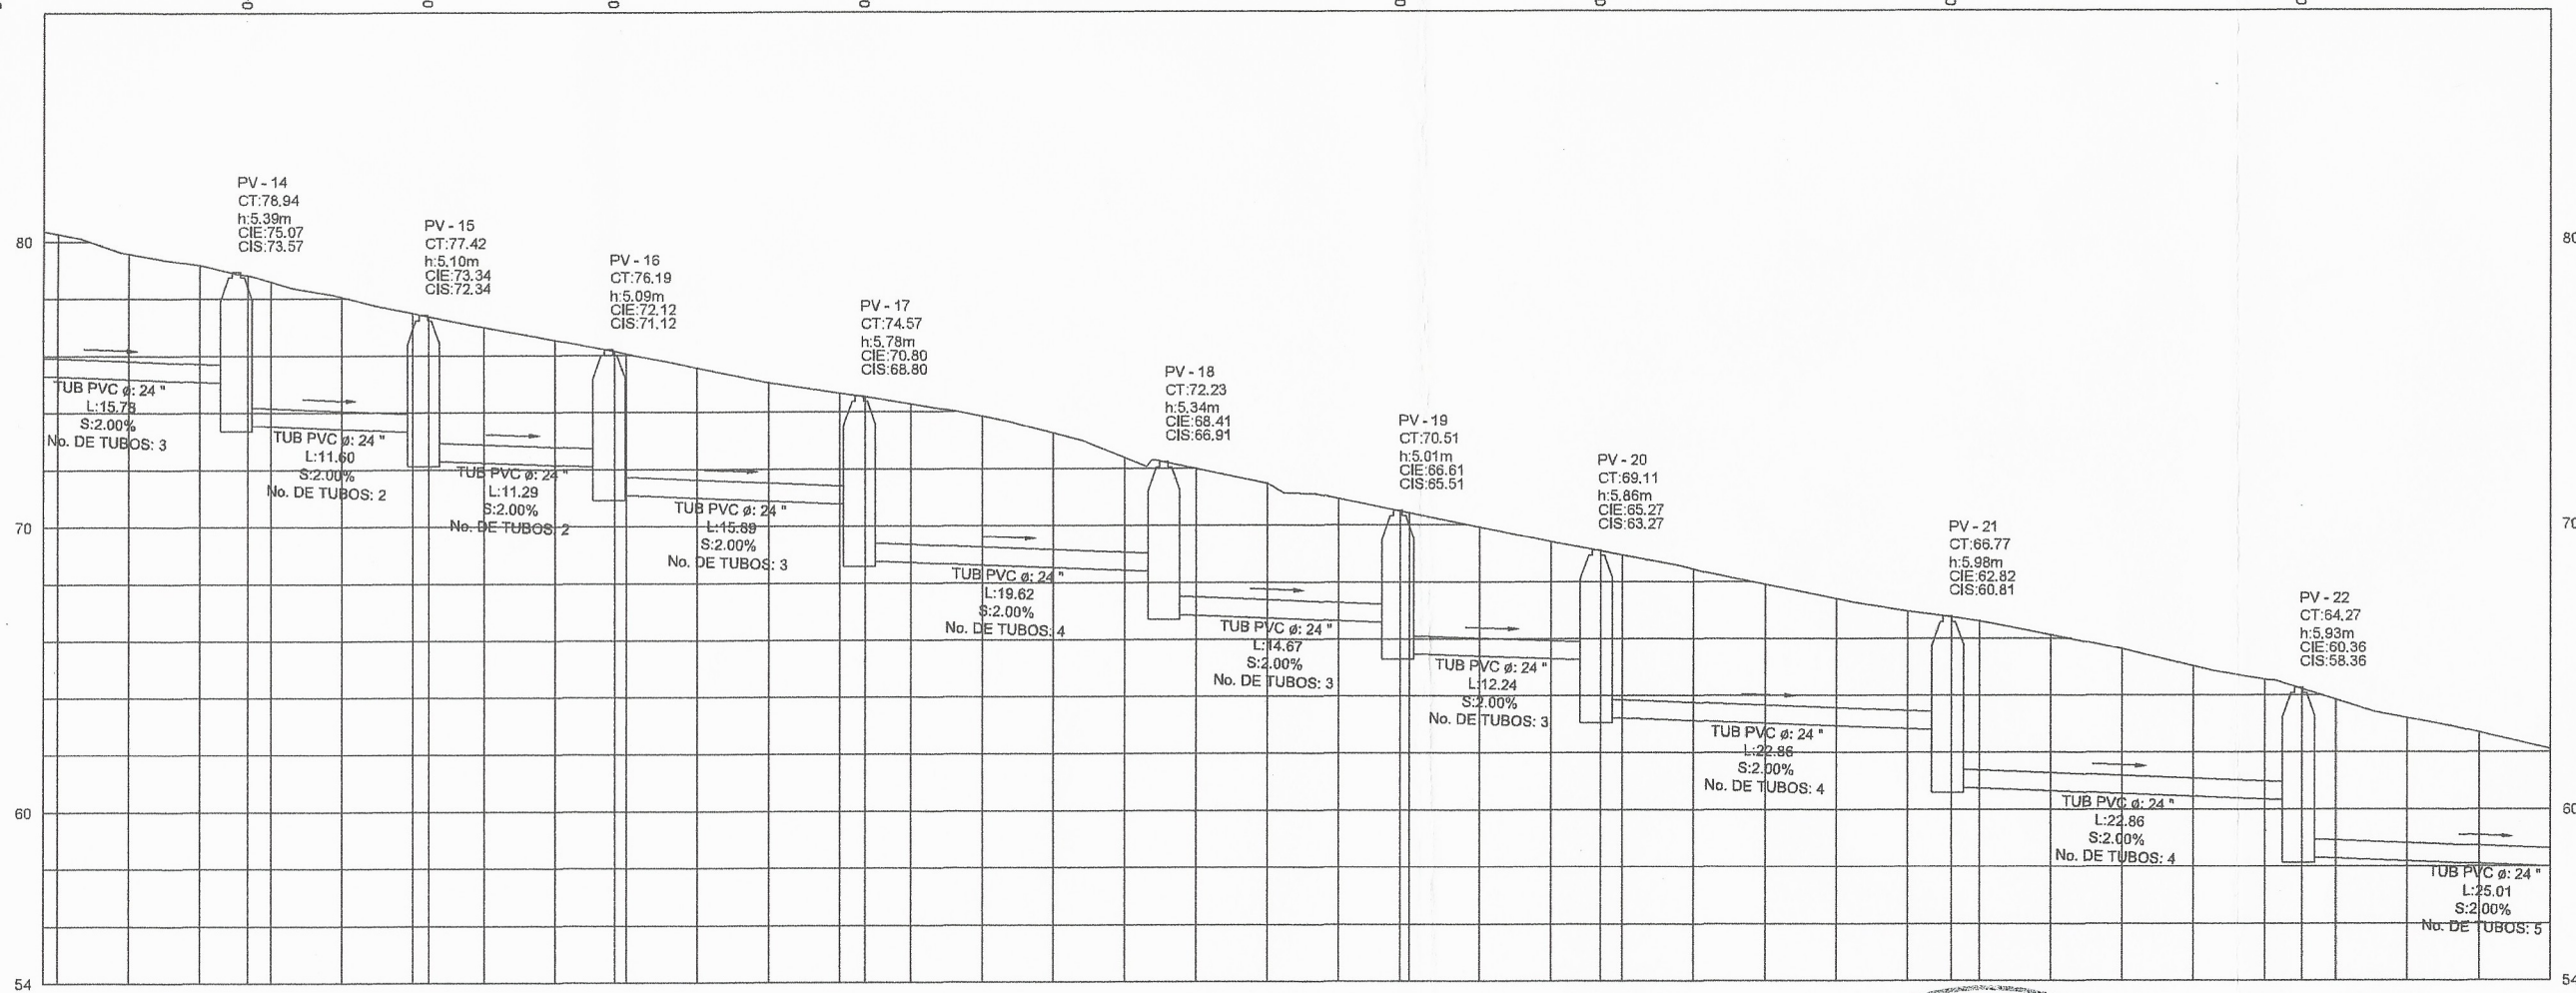 PV - 14
CT:78.94
h:5.39m
CIE:75.07
CIS:73.57
PV - 15
CT:77.42
h:5.10m
CIE:73.34
CIS:72.34
PV - 16
CT:76.19
h:5.09m
CIE:72.12
CIS:71.12
PV - 17
CT:74.57
h:5.78m
CIE:70.80
CIS:68.80
PV - 18
CT:72.23
h:5.34m
CIE:68.41
CIS:66.91
PV - 19
CT:70.51
h:5.01m
CIE:66.61
CIS:65.51
PV - 20
CT:69.11
h:5.86m
CIE:65.27
CIS:63.27
PV - 21
CT:66.77
h:5.98m
CIE:62.82
CIS:60.81
PV - 22
CT:64.27
h:5.93m
CIE:60.36
CIS:58.36
80
70
60
54
80
70
60
54
TUB PVC ø: 24 "
L:15.78
S:2.00%
No. DE TUBOS: 3
TUB PVC ø: 24 "
L:11.60
S:2.00%
No. DE TUBOS: 2
TUB PVC ø: 24 "
L:11.29
S:2.00%
No. DE TUBOS: 2
TUB PVC ø: 24 "
L:15.89
S:2.00%
No. DE TUBOS: 3
TUB PVC ø: 24 "
L:19.62
S:2.00%
No. DE TUBOS: 4
TUB PVC ø: 24 "
L:14.67
S:2.00%
No. DE TUBOS: 3
TUB PVC ø: 24 "
L:12.24
S:2.00%
No. DE TUBOS: 3
TUB PVC ø: 24 "
L:22.86
S:2.00%
No. DE TUBOS: 4
TUB PVC ø: 24 "
L:22.86
S:2.00%
No. DE TUBOS: 4
TUB PVC ø: 24 "
L:25.01
S:2.00%
No. DE TUBOS: 5